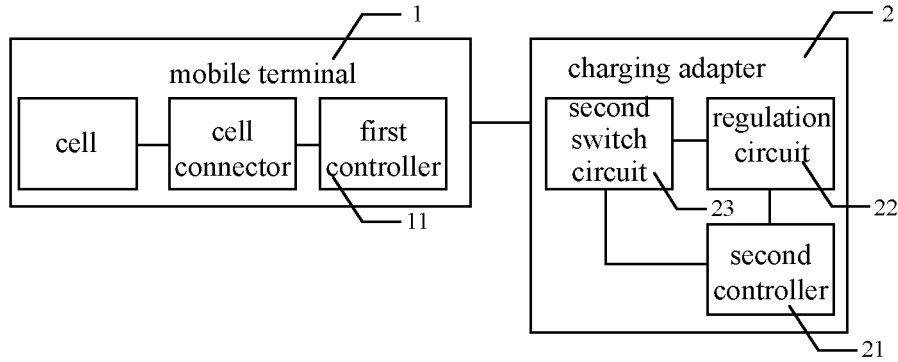 1
2
mobile terminal
cell
cell
connector
first
controller
11
charging adapter
second
switch
circuit
23
regulation
circuit
22
second
controller
21